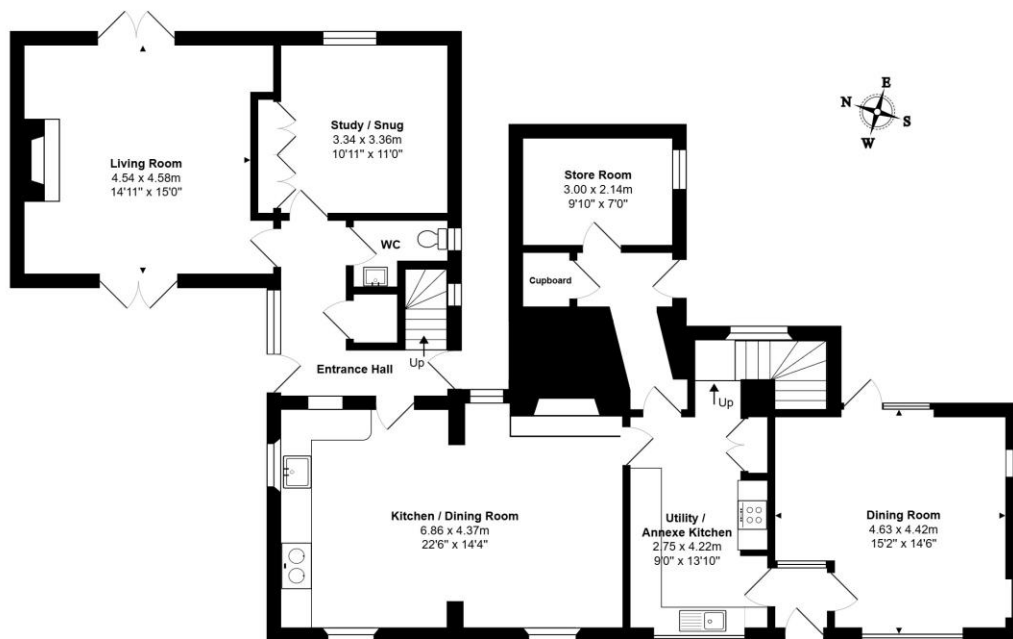 Living Room
4.54 x 4.58m
14'11" x 15'0"
Study / Snug
3.34 x 3.36m
10'11" x 11'0"
WC
Up
Entrance Hall
Store Room
3.00 x 2.14m
9'10" x 7'0"
Cupboard
N
E
S
W
Up
Kitchen / Dining Room
6.86 x 4.37m
22'6" x 14'4"
Utility /
Annexe Kitchen
2.75 x 4.22m
9'0" x 13'10"
Dining Room
4.63 x 4.42m
15'2" x 14'6"